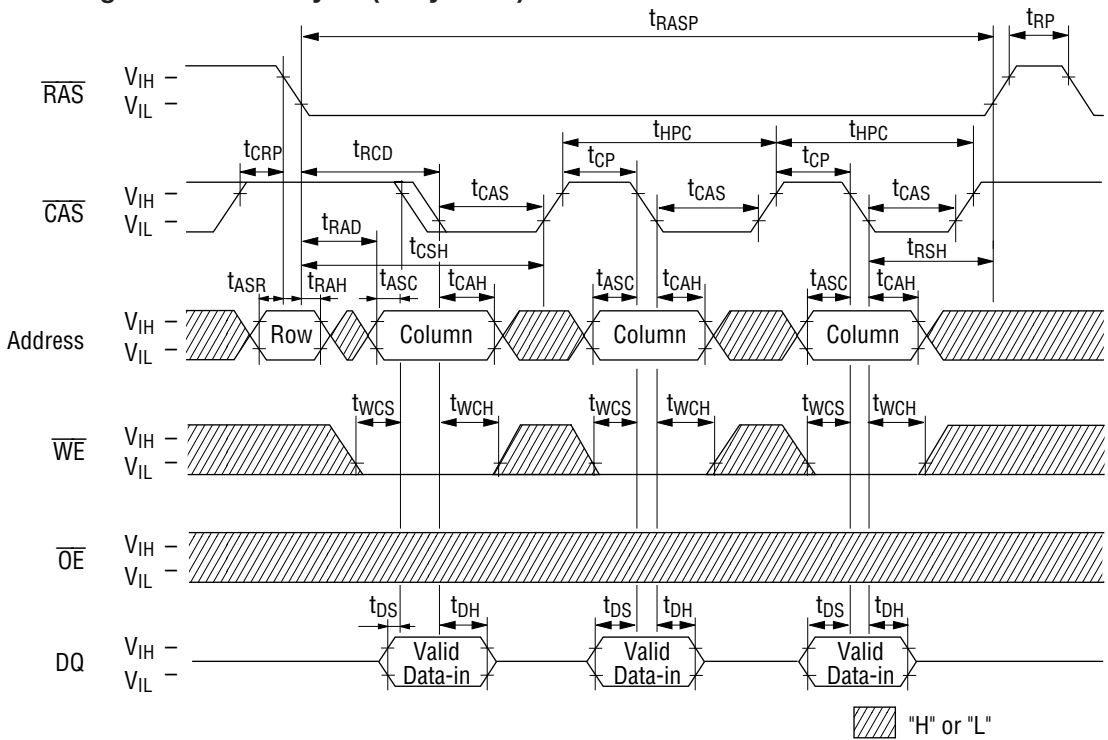 tRASP
tRP
RAS
VIH
VIL
tCRP
tRCD
tHPC
tHPC
tCP
tCP
CAS
VIH
VIL
tCAS
tCAS
tCAS
tRAD
tCSH
tRSH
tASR
tRAH
tASC
tCAH
tASC
tCAH
tASC
tCAH
Address
VIH
VIL
Row
Column
Column
Column
tWCS
tWCH
tWCS
tWCH
tWCS
tWCH
WE
VIH
VIL
OE
VIH
VIL
tDS
tDH
tDS
tDH
tDS
tDH
DQ
VIH
VIL
Valid
Data-in
Valid
Data-in
Valid
Data-in
"H" or "L"